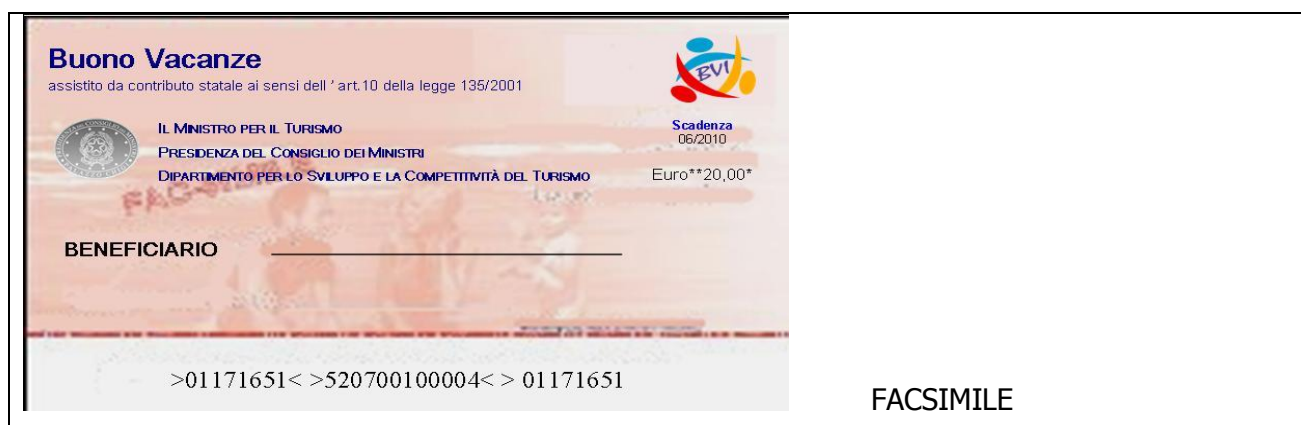 Buono Vacanze
assistito da contributo statale ai sensi dell ' art.10 della legge 135/2001
BVI
IL MINISTRO PER IL TURISMO
PRESIDENZA DEL CONSIGLIO DEI MINISTRI
DIPARTIMENTO PER LO SVILUPPO E LA COMPETITIVITÀ DEL TURISMO
Scadenza
06/2010
Euro**20,00*
FAC-SIMILE
BENEFICIARIO
>01171651< >520700100004< > 01171651
FACSIMILE